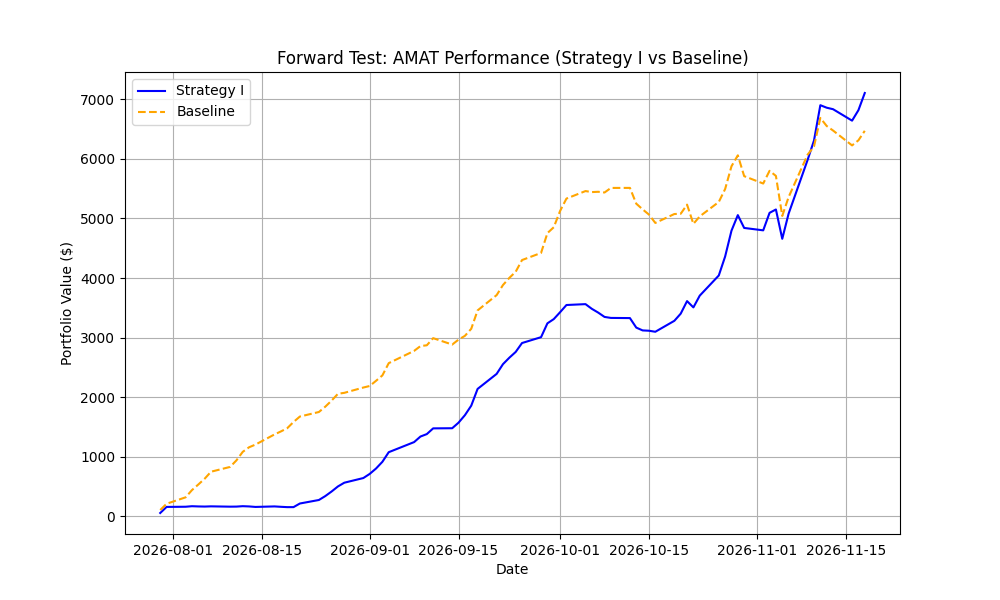 Forward Test: AMAT Performance (Strategy I vs Baseline)
Strategy I
Baseline
Portfolio Value ($)
7000
6000
5000
4000
3000
2000
1000
0
2026-08-01 2026-08-15 2026-09-01 2026-09-15 2026-10-01 2026-10-15 2026-11-01 2026-11-15
Date